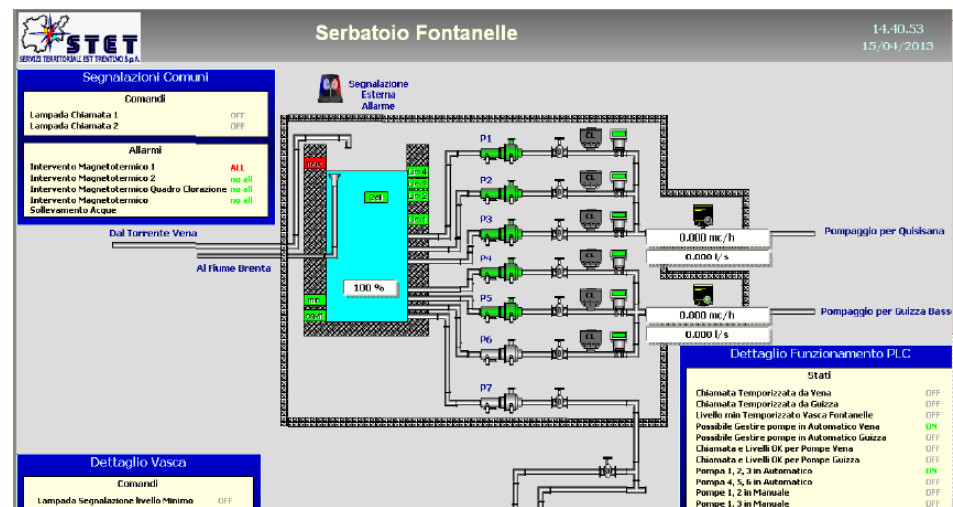 STET
SERVIZI TERRITORIALI EST TRENTINO S.p.A.
Serbatoio Fontanelle
14.40.53
15/04/2013
Segnalazioni Comuni
Comandi
Lampada Chiamata 1 OFF
Lampada Chiamata 2 OFF
Allarmi
Intervento Magnetotermico 1 ALL
Intervento Magnetotermico 2 no all
Intervento Magnetotermico Quadro Clorazione no all
Intervento Magnetotermico no all
Sollevamento Acque
Segnalazione
Esterna
Allarme
Dal Torrente Vena
Al Fiume Brenta
100 %
P1
P2
P3
P4
P5
P6
P7
CL
CL
CL
CL
CL
CL
0.000 mc/h
0.000 l/s
Pompaggio per Quisisana
0.000 mc/h
0.000 l/s
Pompaggio per Guizza Bass
Dettaglio Funzionamento PLC
Stati
Chiamata Temporizzata da Vena OFF
Chiamata Temporizzata da Guizza OFF
Livello min Temporizzato Vasca Fontanelle OFF
Possibile Gestire pompe in Automatico Vena ON
Possibile Gestire pompe in Automatico Guizza OFF
Chiamata e Livelli OK per Pompe Vena OFF
Chiamata e Livelli OK per Pompe Guizza OFF
Pompa 1, 2, 3 in Automatico ON
Pompa 4, 5, 6 in Automatico OFF
Pompe 1, 2 in Manuale OFF
Pompe 1, 3 in Manuale OFF
Dettaglio Vasca
Comandi
Lampada Segnalazione livello Minimo OFF